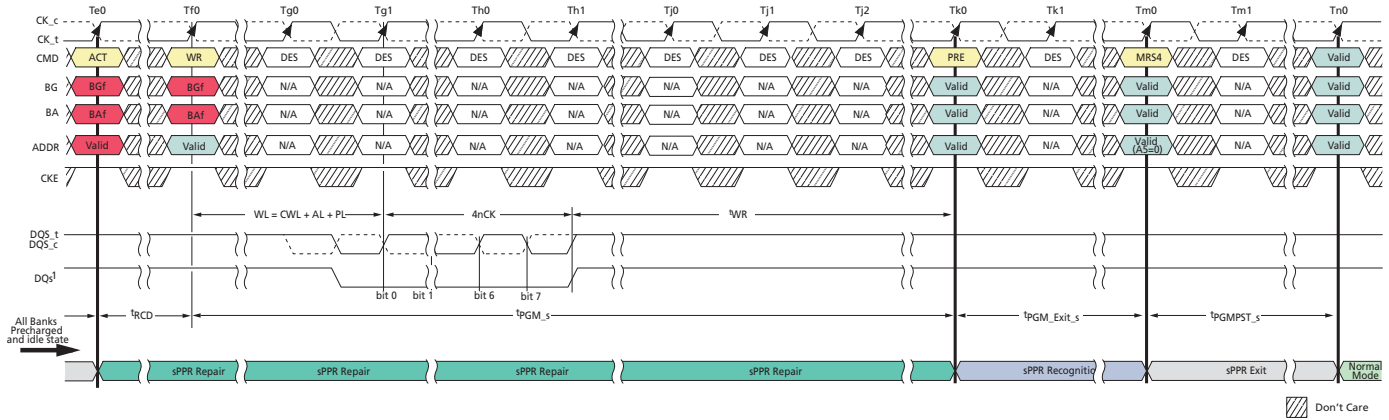 Te0 Tf0 Tg0 Tg1 Th0 Th1 Tj0 Tj1 Tj2 Tk0 Tk1 Tm0 Tm1 Tn0
CK_c
CK_t
CMD ACT WR DES DES DES DES DES DES DES PRE DES MRS4 DES Valid
BG BGf BGf N/A N/A N/A N/A N/A N/A N/A Valid N/A Valid N/A Valid
BA BAf BAf N/A N/A N/A N/A N/A N/A N/A Valid N/A Valid N/A Valid
ADDR Valid Valid N/A N/A N/A N/A N/A N/A N/A Valid N/A Valid (A5=0) N/A Valid
CKE
WL = CWL + AL + PL 4nCK tWR
DQS_t
DQS_c
DQs1
bit 0 bit 1 bit 6 bit 7
All Banks
Precharged
and idle state
tRCD tPGM_s tPGM_Exit_s tPGMPST_s
sPPR Repair sPPR Repair sPPR Repair sPPR Repair sPPR Recognitic sPPR Exit Normal
Mode
Don't Care